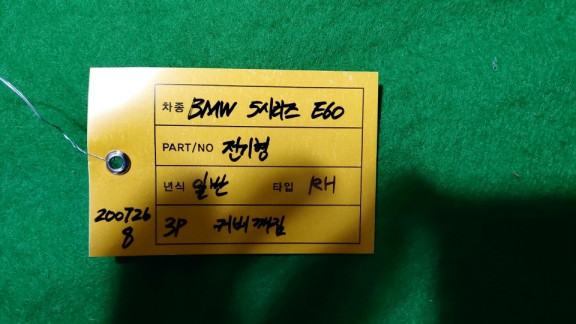 차종 BMW 5시리즈 E60
PART/NO 전기형
년식 일반 타입 RH
3P 커버깨짐
200726
8